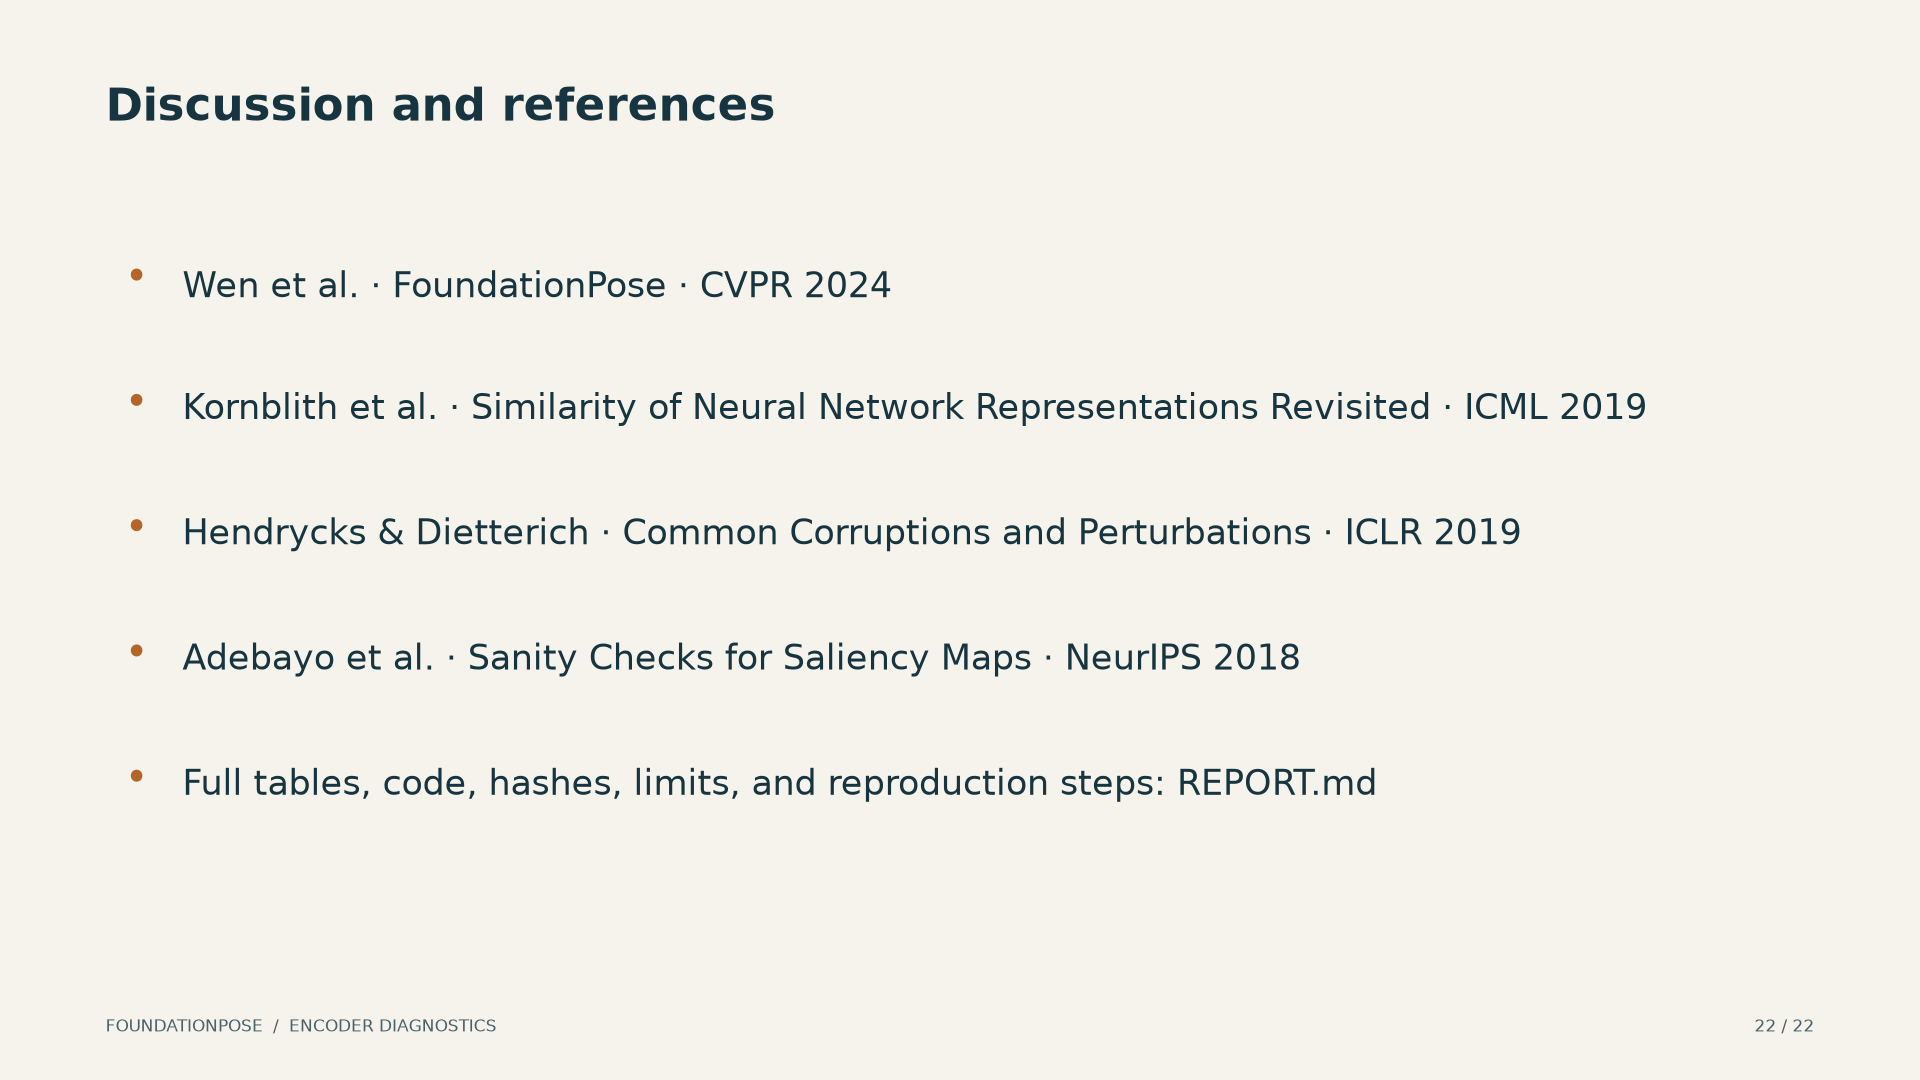 Discussion and references
• Wen et al. · FoundationPose · CVPR 2024
• Kornblith et al. · Similarity of Neural Network Representations Revisited · ICML 2019
• Hendrycks & Dietterich · Common Corruptions and Perturbations · ICLR 2019
• Adebayo et al. · Sanity Checks for Saliency Maps · NeurIPS 2018
• Full tables, code, hashes, limits, and reproduction steps: REPORT.md
FOUNDATIONPOSE / ENCODER DIAGNOSTICS
22 / 22